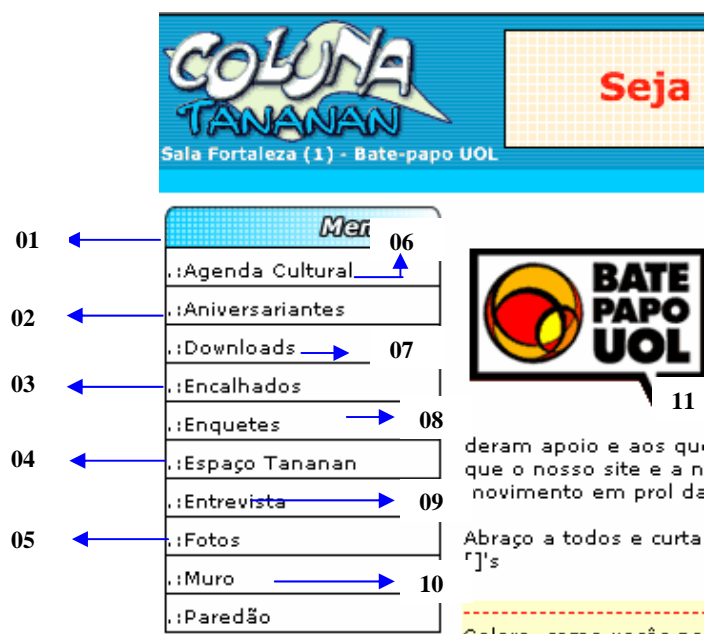 COLUNA
TANANAN
Sala Fortaleza (1) - Bate-papo UOL
Seja
Men
01
06
.:Agenda Cultural
02
.:Aniversariantes
.:Downloads
07
03
.:Encalhados
.:Enquetes
08
04
.:Espaço Tananan
.:Entrevista
09
05
.:Fotos
.:Muro
10
.:Paredão
BATE
PAPO
UOL
11
deram apoio e aos qu
que o nosso site e a n
novimento em prol da
Abraço a todos e curta
]'s